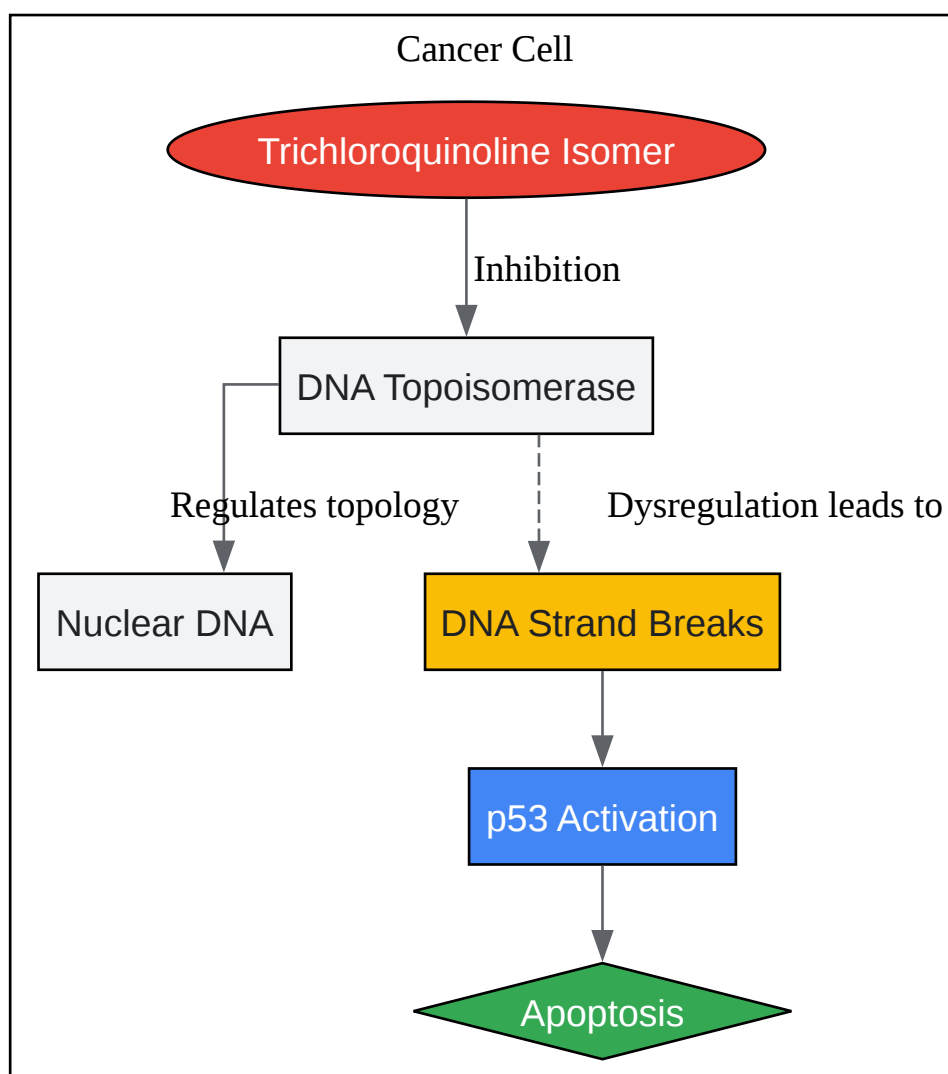 Cancer Cell
Trichloroquinoline Isomer
Inhibition
DNA Topoisomerase
Regulates topology
Dysregulation leads to
Nuclear DNA
DNA Strand Breaks
p53 Activation
Apoptosis